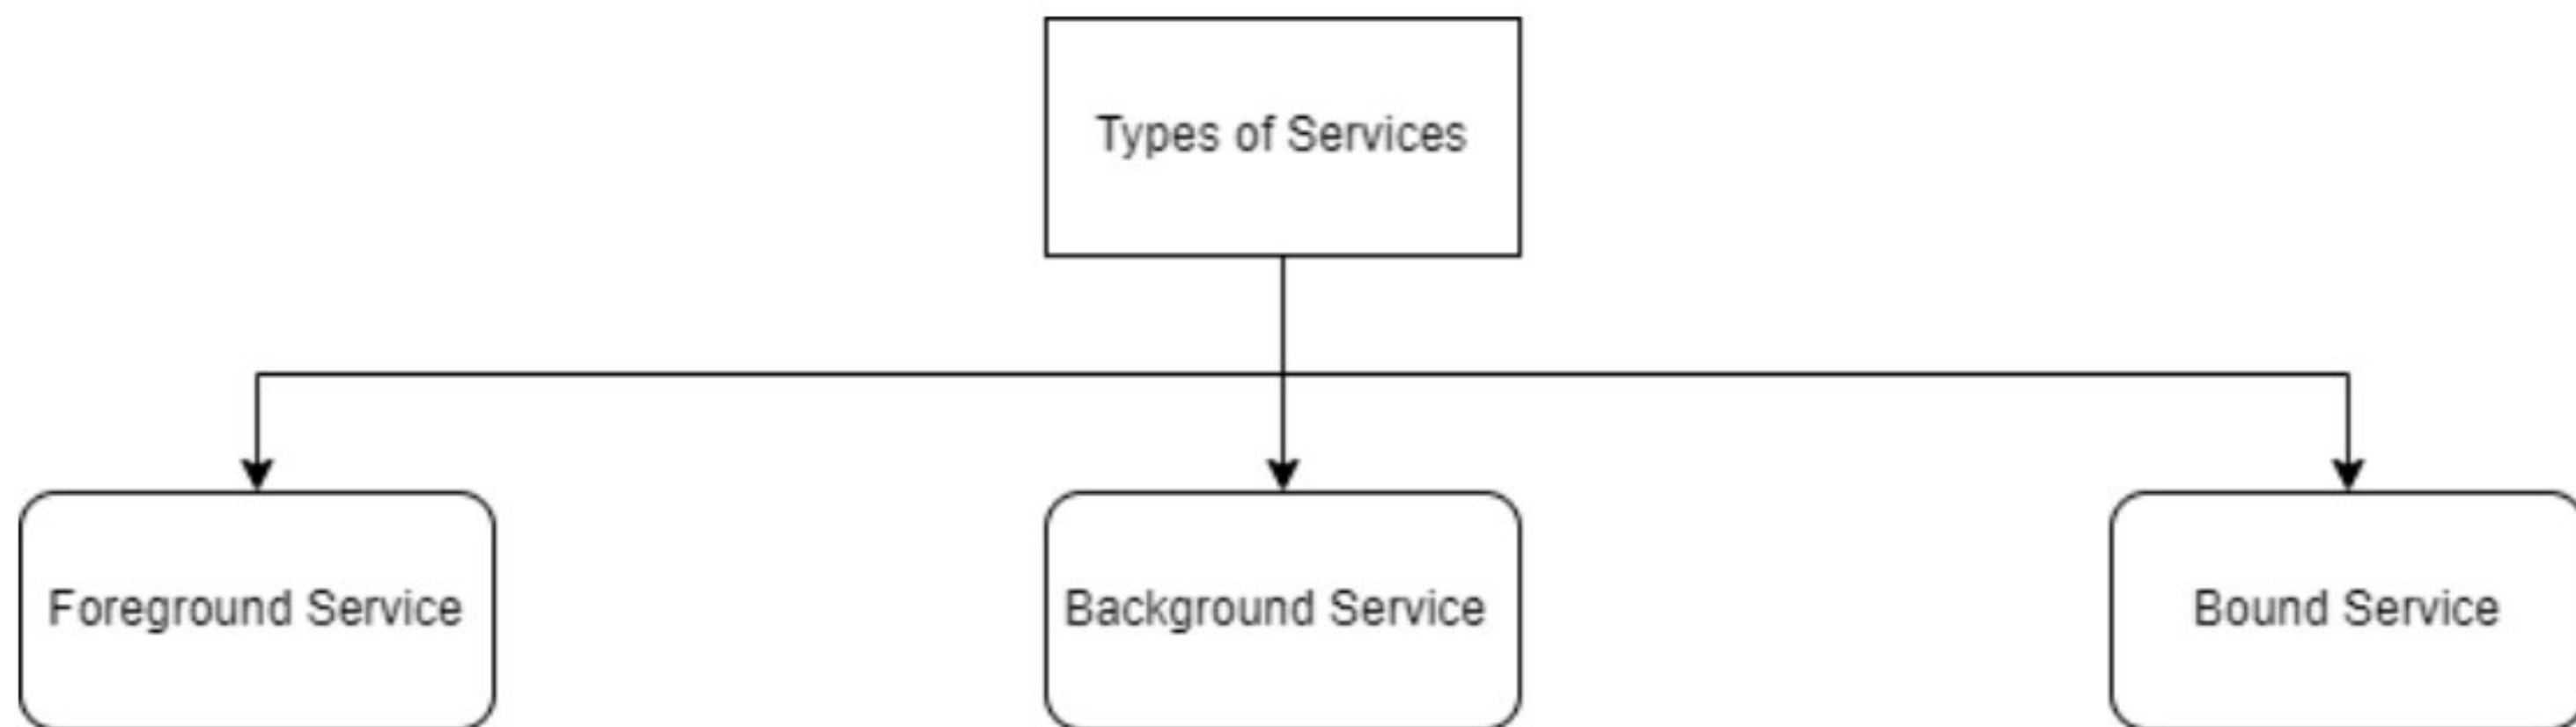 Types of Services
Foreground Service
Background Service
Bound Service